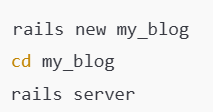 rails new my_blog
cd my_blog
rails server